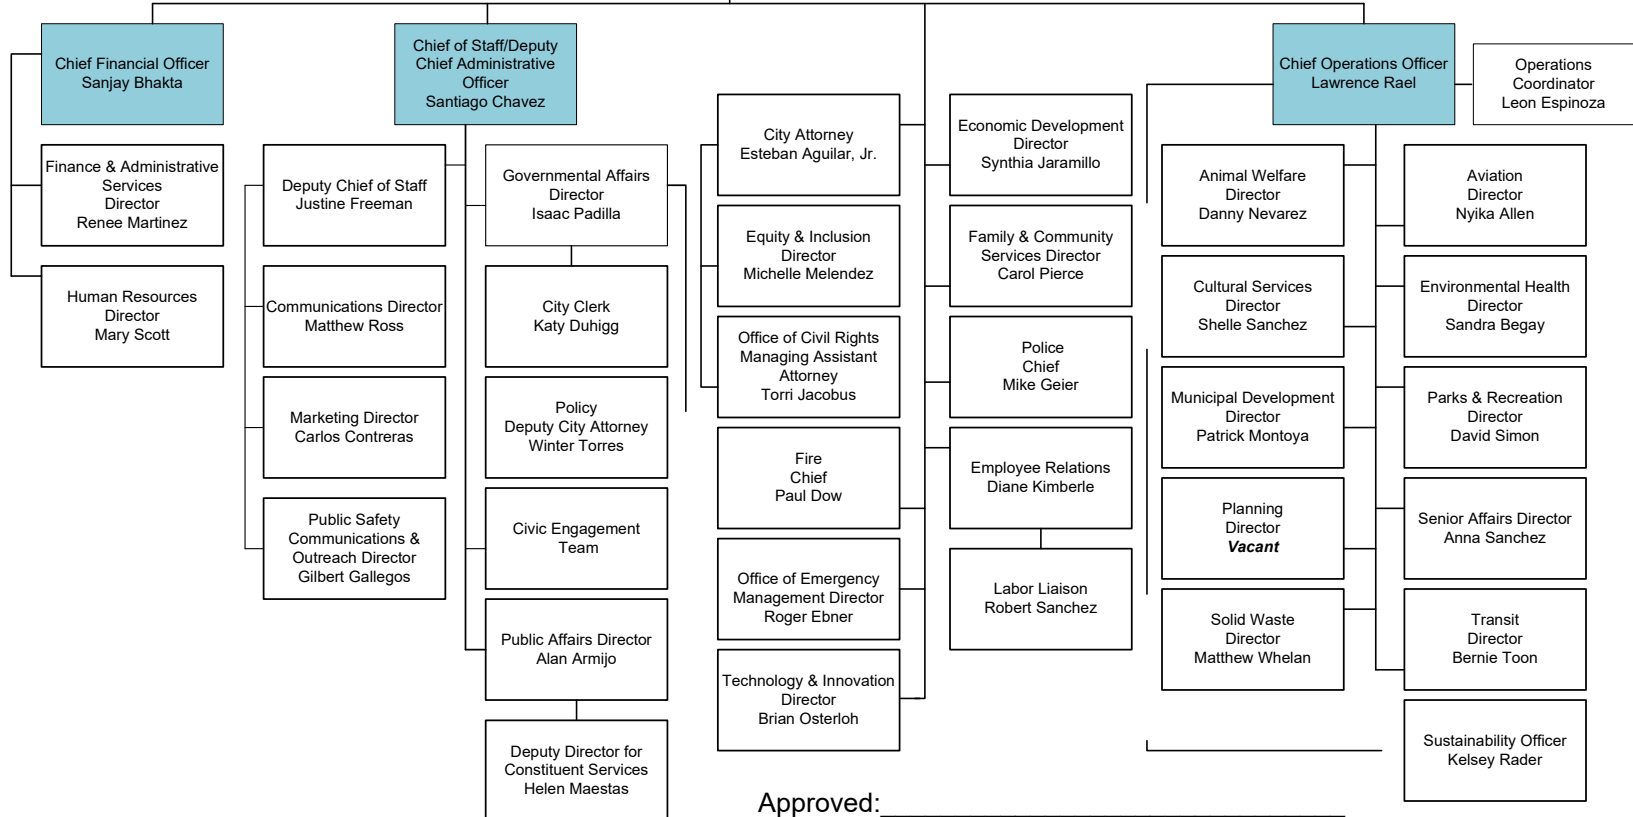 Chief Financial Officer
Sanjay Bhakta
Chief of Staff/Deputy
Chief Administrative
Officer
Santiago Chavez
Chief Operations Officer
Lawrence Rael
Operations
Coordinator
Leon Espinoza
Finance & Administrative
Services
Director
Renee Martinez
Human Resources
Director
Mary Scott
Deputy Chief of Staff
Justine Freeman
Communications Director
Matthew Ross
Marketing Director
Carlos Contreras
Public Safety
Communications &
Outreach Director
Gilbert Gallegos
Governmental Affairs
Director
Isaac Padilla
City Clerk
Katy Duhigg
Policy
Deputy City Attorney
Winter Torres
Civic Engagement
Team
Public Affairs Director
Alan Armijo
Deputy Director for
Constituent Services
Helen Maestas
City Attorney
Esteban Aguilar, Jr.
Equity & Inclusion
Director
Michelle Melendez
Office of Civil Rights
Managing Assistant
Attorney
Torri Jacobus
Fire
Chief
Paul Dow
Office of Emergency
Management Director
Roger Ebner
Technology & Innovation
Director
Brian Osterloh
Economic Development
Director
Synthia Jaramillo
Family & Community
Services Director
Carol Pierce
Police
Chief
Mike Geier
Employee Relations
Diane Kimberle
Labor Liaison
Robert Sanchez
Animal Welfare
Director
Danny Nevarez
Cultural Services
Director
Shelle Sanchez
Municipal Development
Director
Patrick Montoya
Planning
Director
Vacant
Solid Waste
Director
Matthew Whelan
Aviation
Director
Nyika Allen
Environmental Health
Director
Sandra Begay
Parks & Recreation
Director
David Simon
Senior Affairs Director
Anna Sanchez
Transit
Director
Bernie Toon
Sustainability Officer
Kelsey Rader
Approved:_______________________________